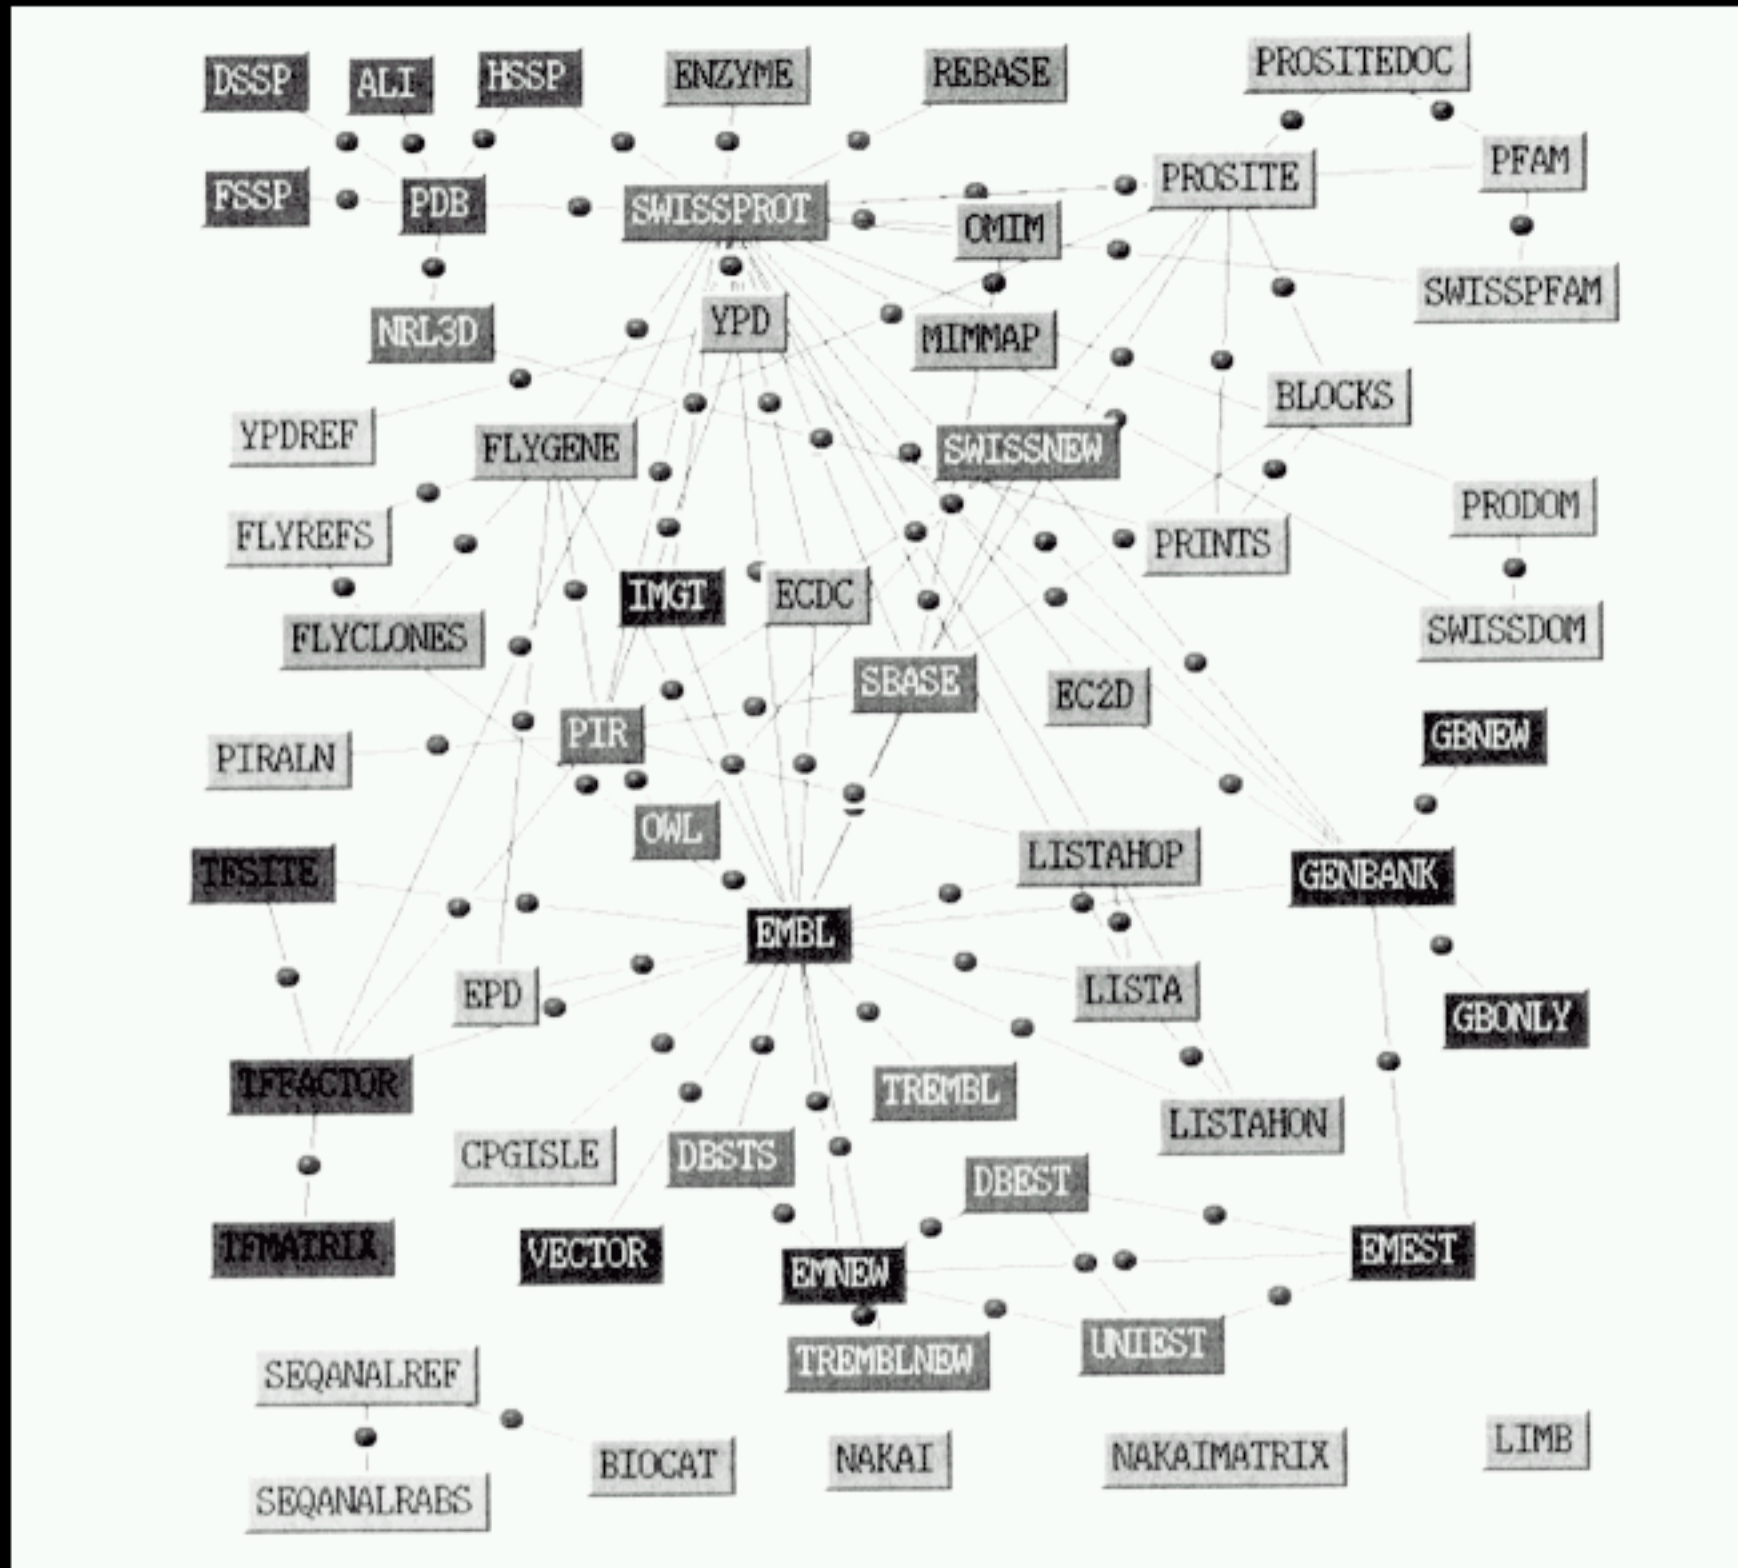 DSSP
ALI
HSSP
ENZYME
REBASE
PROSITEDOC
FSSP
PDB
SWISSPROT
OMIM
PROSITE
PFAM
NRL3D
YPD
MIMMAP
SWISSPFAM
YPDREF
FLYGENE
SWISSNEW
BLOCKS
FLYREFS
PRINTS
PRODOM
FLYCLONES
IMGT
ECDC
SWISSDOM
PIRALN
PIR
SBASE
EC2D
GBNEW
TFSITE
OWL
LISTAHOP
GENBANK
EMBL
EPD
LISTA
GBONLY
TFFACTOR
TREMBL
LISTAHON
CPGISLE
DBSTS
DBEST
TFMATRIX
VECTOR
EMNEW
EMEST
TREMBLNEW
UNIEST
SEQANALREF
BIOCAT
NAKAI
NAKAIMATRIX
LIMB
SEQANALRABS